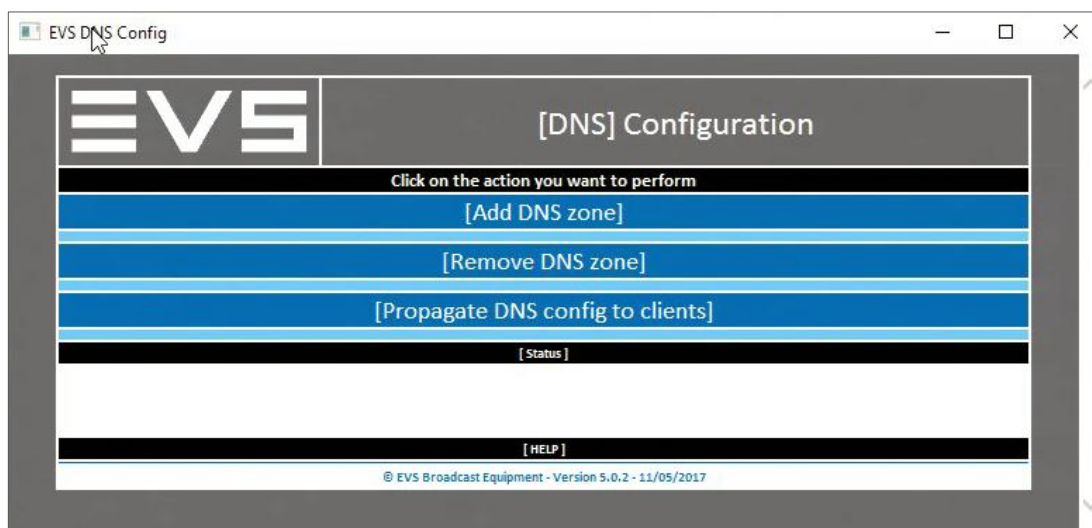 EVS DNS Config
EVS
[DNS] Configuration
Click on the action you want to perform
[Add DNS zone]
[Remove DNS zone]
[Propagate DNS config to clients]
[ Status ]
[ HELP ]
© EVS Broadcast Equipment - Version 5.0.2 - 11/05/2017